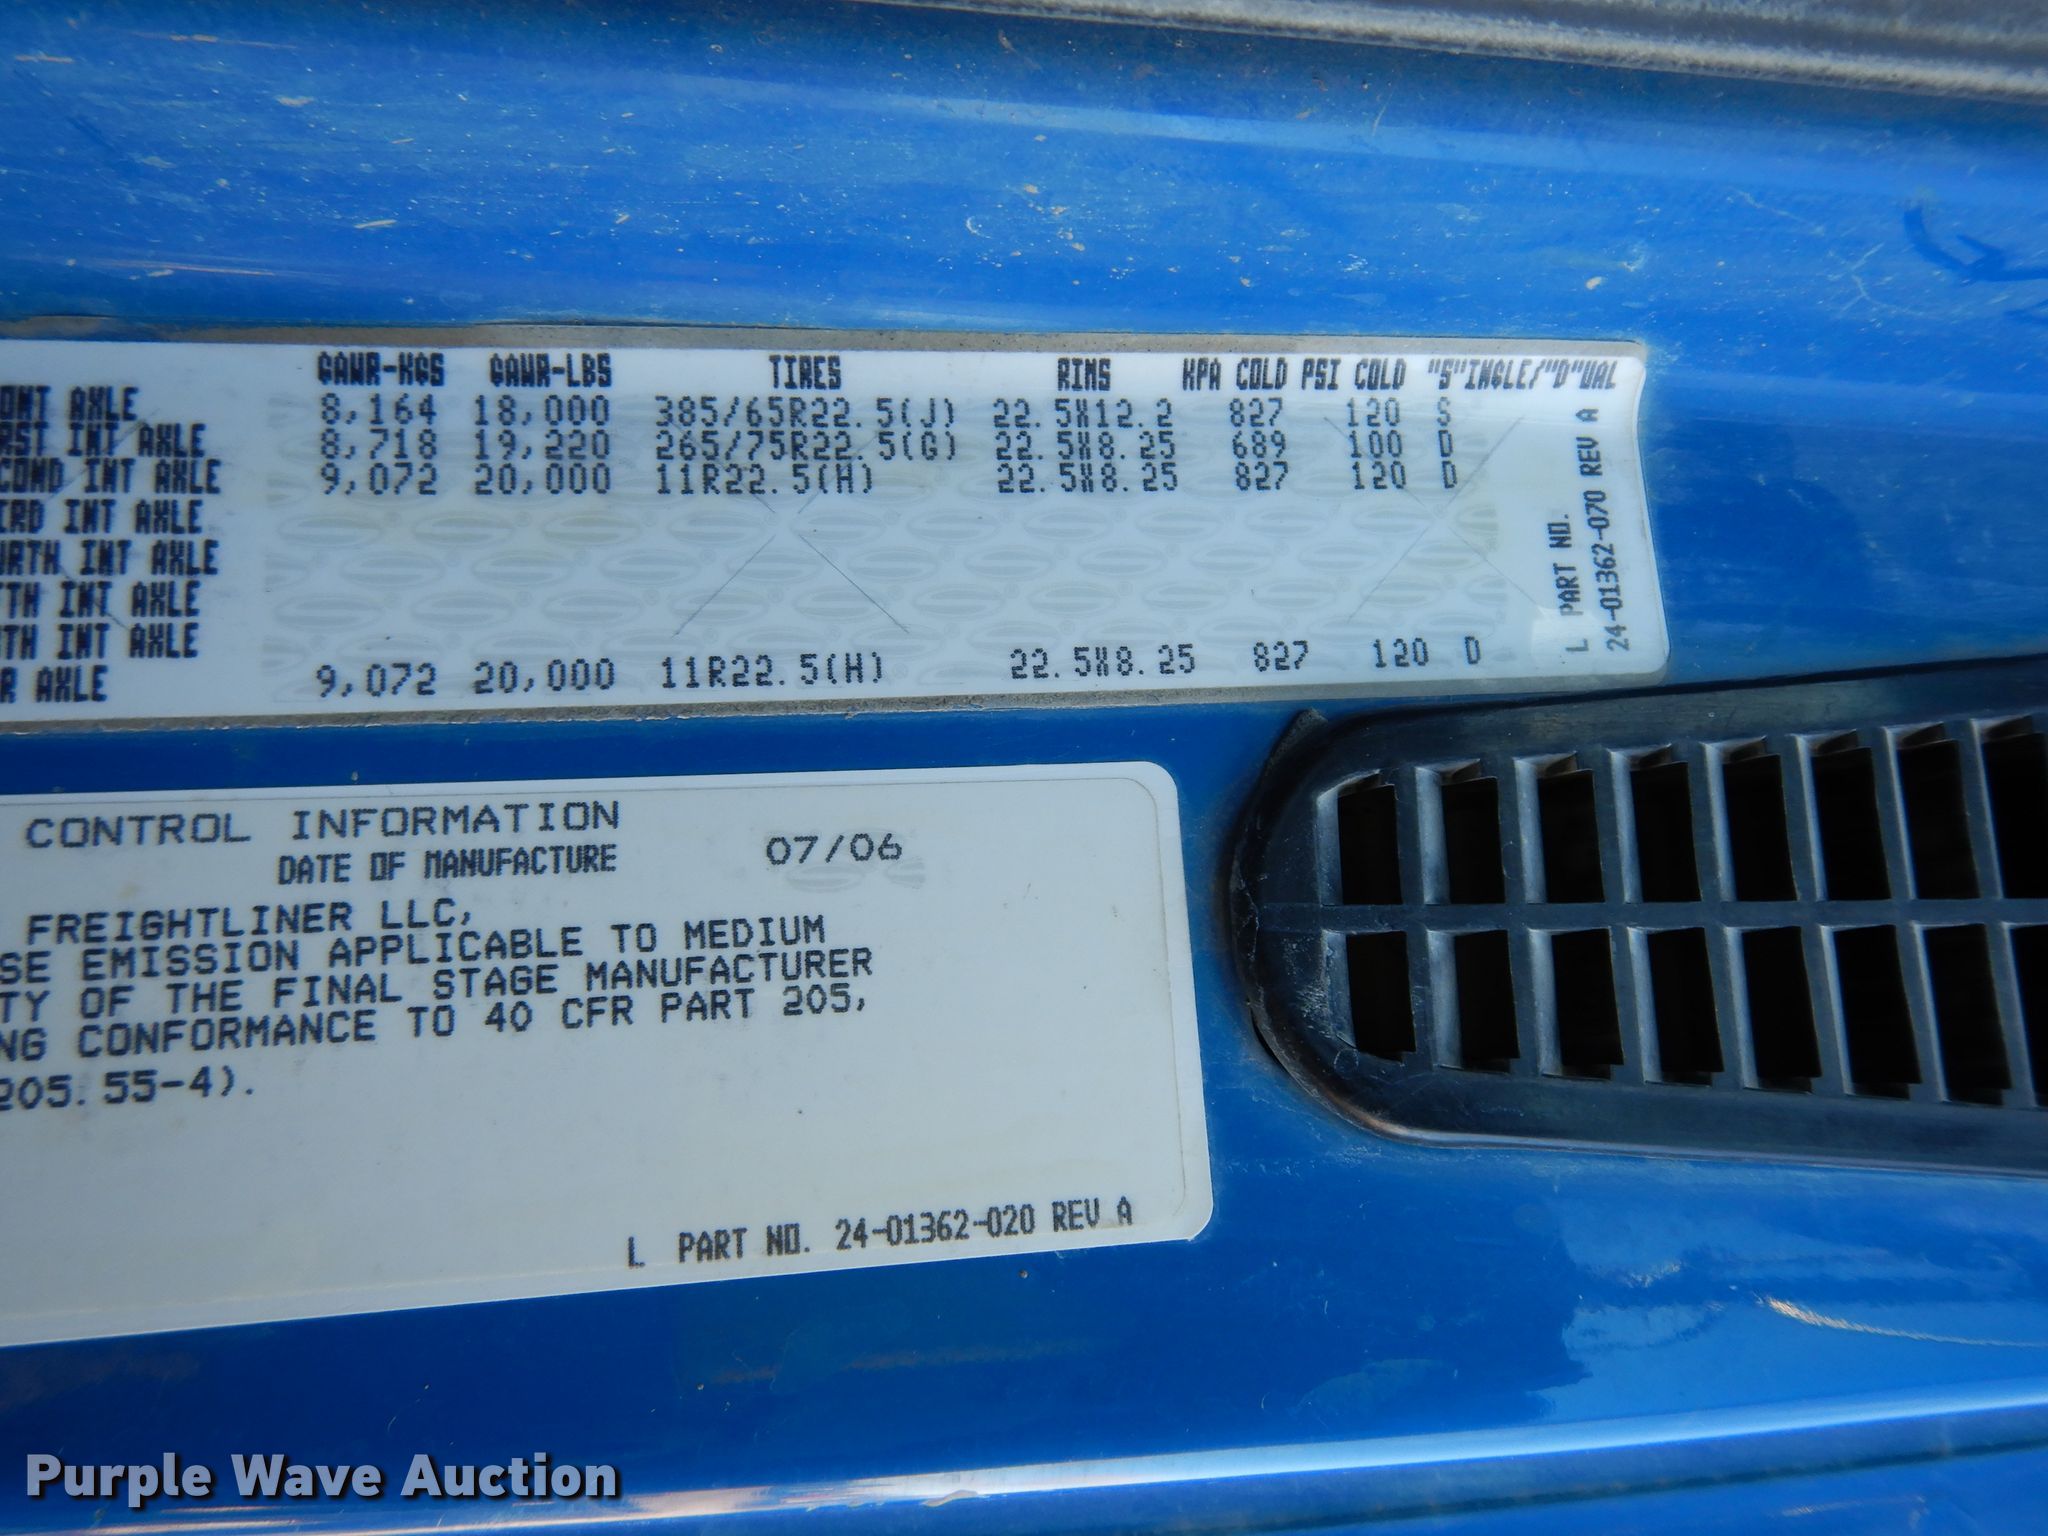 GAWR-KGS GAWR-LBS TIRES RIMS KPA COLD PSI COLD "S"INGLE/"D"UAL
ONT AXLE 8,164 18,000 385/65R22.5(J) 22.5X12.2 827 120 S
RST INT AXLE 8,718 19,220 265/75R22.5(G) 22.5X8.25 689 100 D
COND INT AXLE 9,072 20,000 11R22.5(H) 22.5X8.25 827 120 D
IRD INT AXLE
URTH INT AXLE
TH INT AXLE
TH INT AXLE
R AXLE 9,072 20,000 11R22.5(H) 22.5X8.25 827 120 D
L PART NO.
24-01362-070 REV A
CONTROL INFORMATION
DATE OF MANUFACTURE 07/06
FREIGHTLINER LLC,
SE EMISSION APPLICABLE TO MEDIUM
TY OF THE FINAL STAGE MANUFACTURER
NG CONFORMANCE TO 40 CFR PART 205,
205.55-4).
L PART NO. 24-01362-020 REV A
Purple Wave Auction